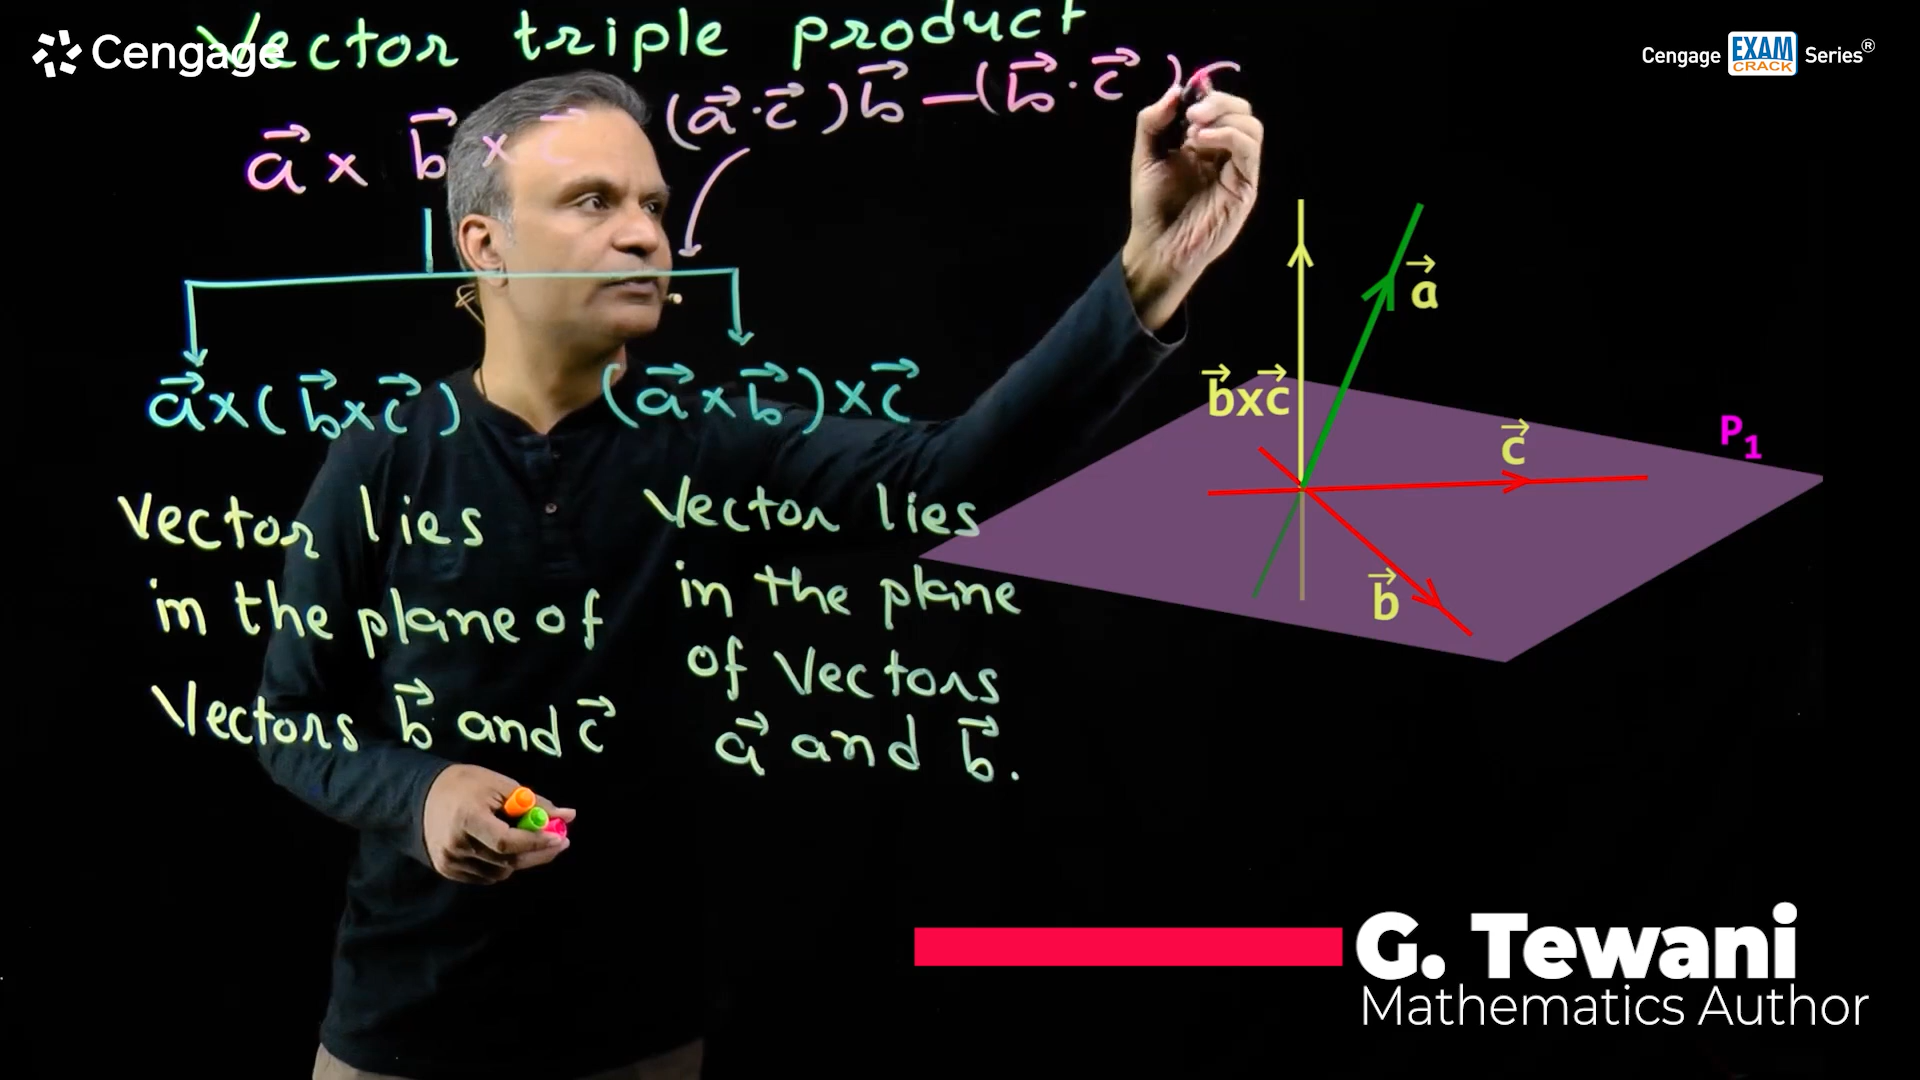 Cengage
Cengage EXAM CRACK Series®
Vector triple product
a⃗ × b⃗ × c⃗
(a⃗·c⃗)b⃗ − (b⃗·c⃗)
a⃗×(b⃗×c⃗)
(a⃗×b⃗)×c⃗
Vector lies
in the plane of
Vectors b⃗ and c⃗
Vector lies
in the plane
of Vectors
a⃗ and b⃗.
a⃗
b⃗xc⃗
c⃗
P₁
b⃗
G. Tewani
Mathematics Author